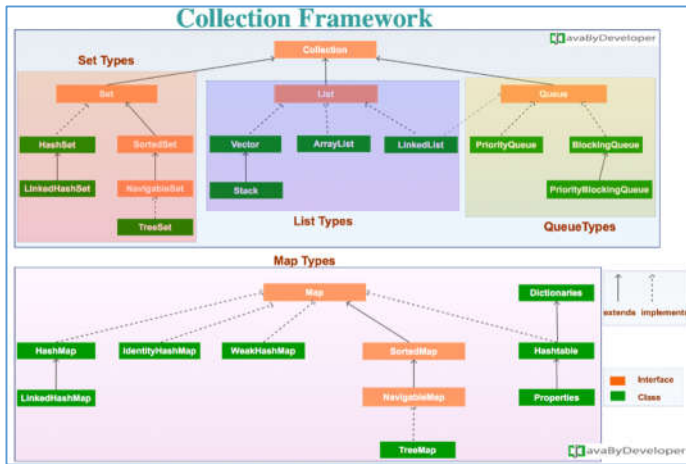 Collection Framework
avaByDeveloper
Collection
Set Types
Set
List
Queue
HashSet
SortedSet
Vector
ArrayList
LinkedList
PriorityQueue
BlockingQueue
LinkedHashSet
NavigableSet
Stack
PriorityBlockingQueue
TreeSet
List Types
QueueTypes
Map Types
Map
Dictionaries
extends
implements
HashMap
IdentityHashMap
WeakHashMap
SortedMap
Hashtable
LinkedHashMap
NavigableMap
Properties
Interface
Class
TreeMap
avaByDeveloper